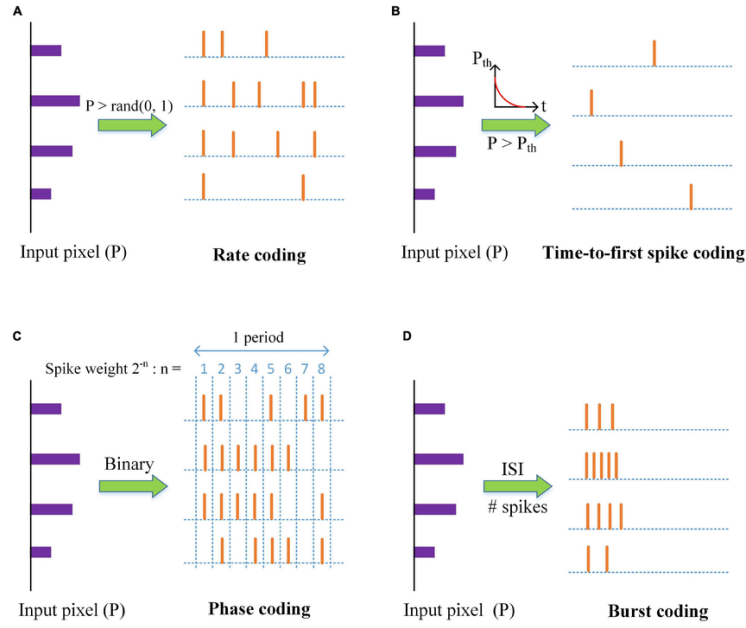 A
P > rand(0, 1)
Input pixel (P)
Rate coding
B
Pth
t
P > Pth
Input pixel (P)
Time-to-first spike coding
C
1 period
Spike weight 2^-n : n = 1 2 3 4 5 6 7 8
Binary
Input pixel (P)
Phase coding
D
ISI
# spikes
Input pixel (P)
Burst coding